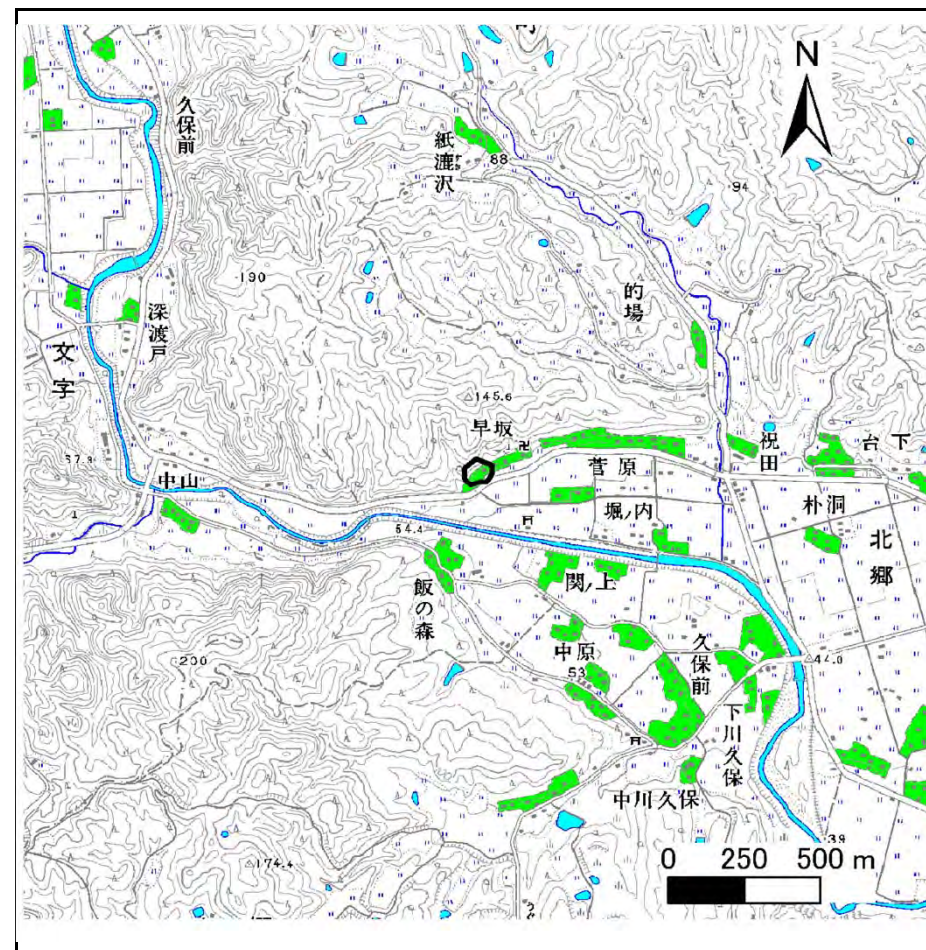 N
久保前
紙漉沢
88
94
190
的場
深渡戸
文字
145.6
早坂
祝田
台下
菅原
57.8
中山
堀ノ内
朴洞
54.4
北郷
関ノ上
飯の森
久保前
中原
200
53
44.0
下川久保
中川久保
0 250 500 m
39
174.4